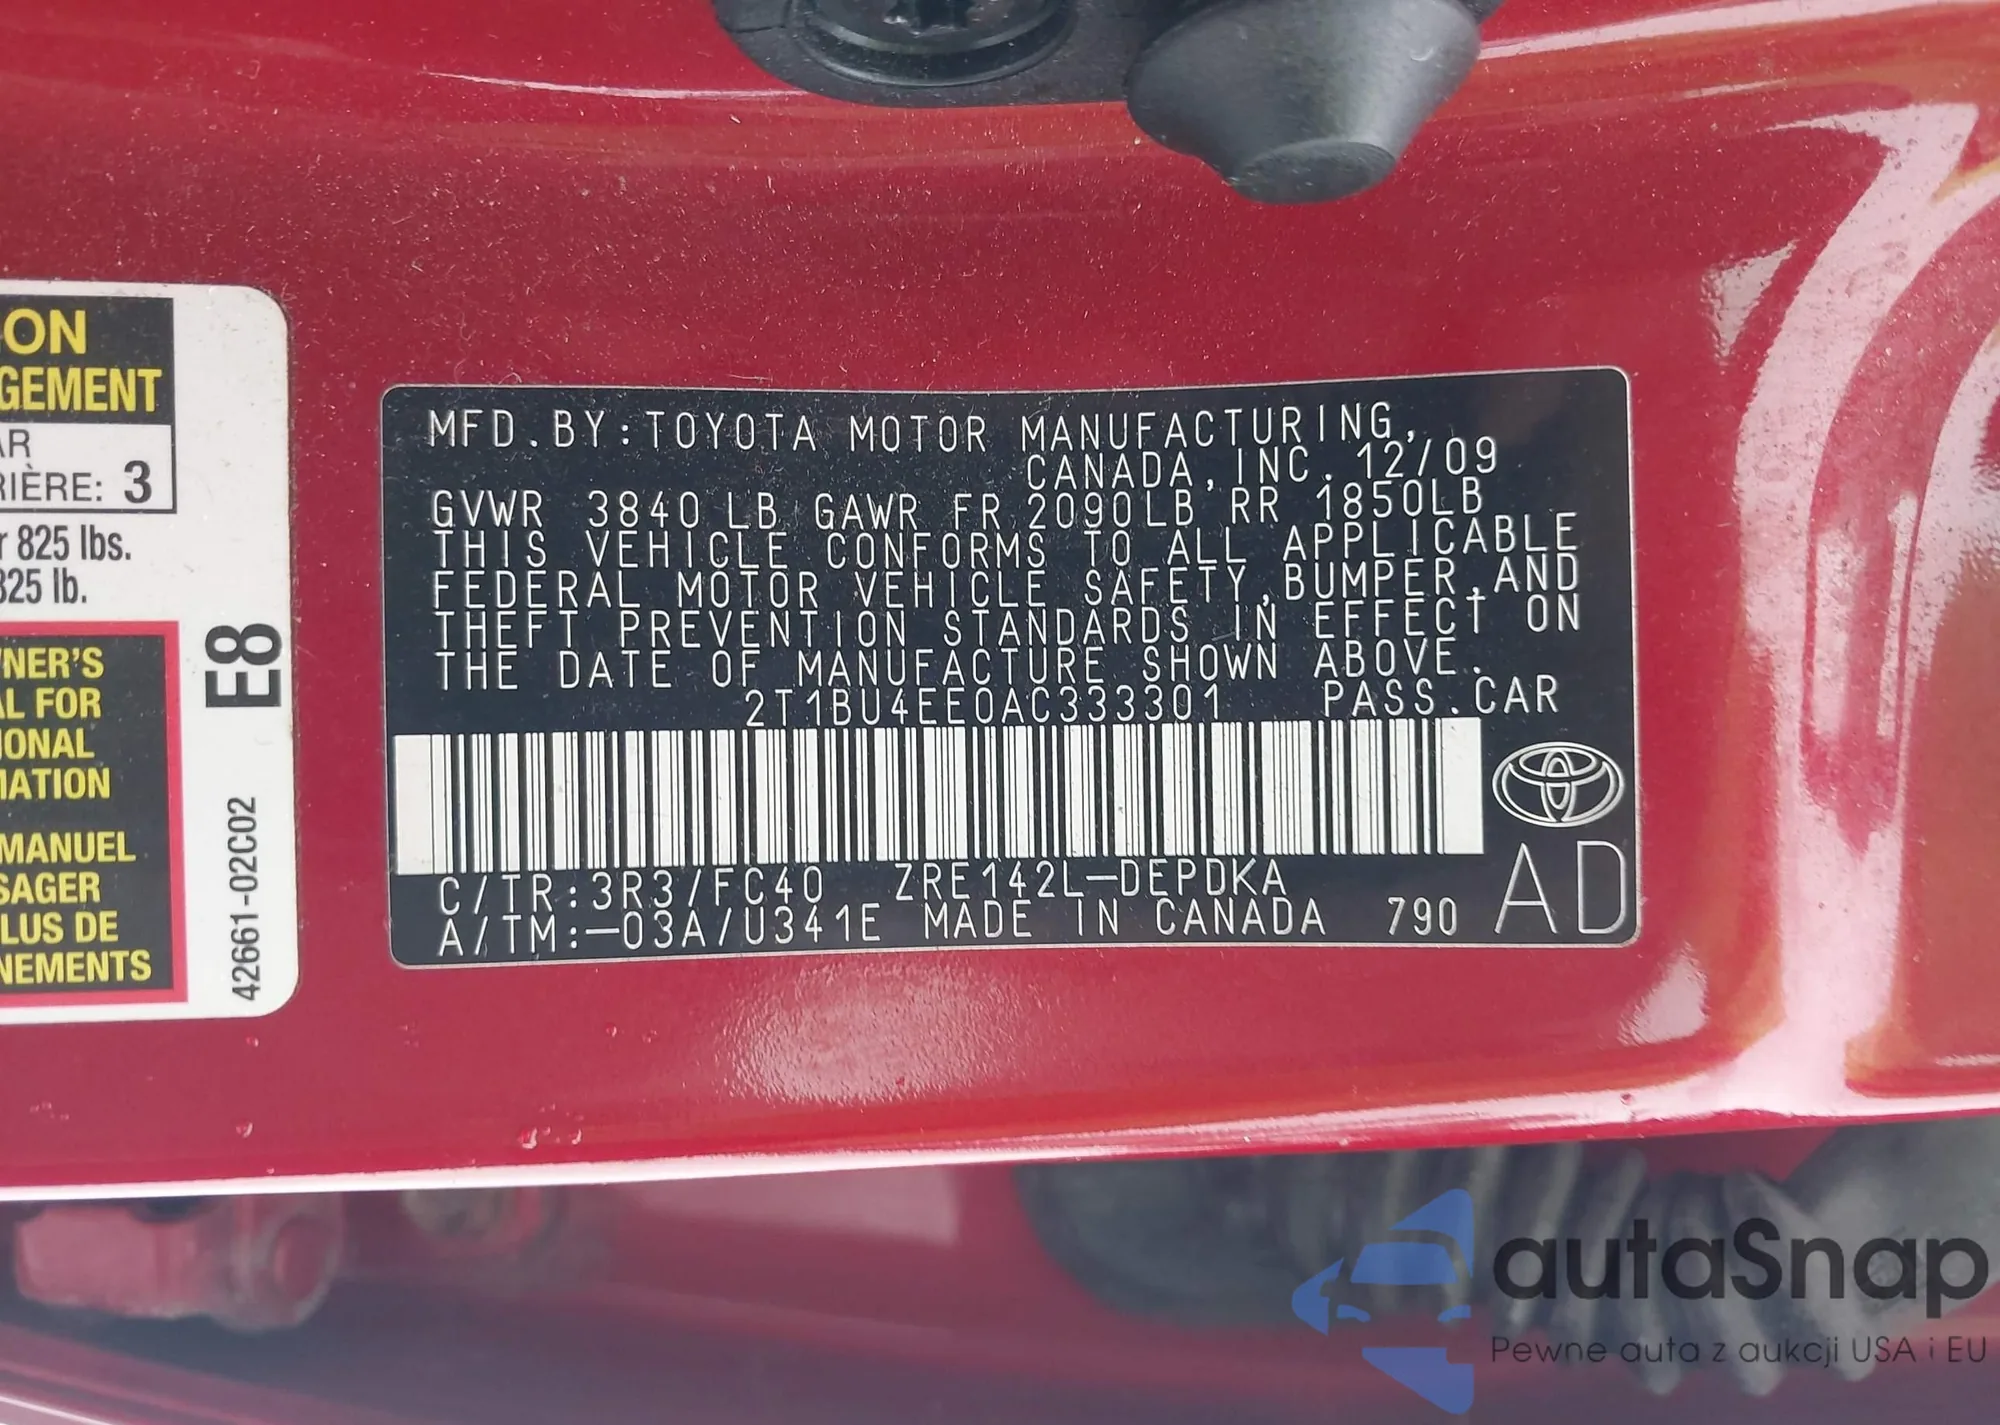 ON
GEMENT
AR
RIÈRE: 3
r 825 lbs.
825 lb.
NER'S
AL FOR
IONAL
MATION
MANUEL
SAGER
LUS DE
NEMENTS
E8
42661-02C02
MFD.BY:TOYOTA MOTOR MANUFACTURING,
CANADA, INC. 12/09
GVWR 3840 LB GAWR FR 2090LB RR 1850LB
THIS VEHICLE CONFORMS TO ALL APPLICABLE
FEDERAL MOTOR VEHICLE SAFETY,BUMPER,AND
THEFT PREVENTION STANDARDS IN EFFECT ON
THE DATE OF MANUFACTURE SHOWN ABOVE.
2T1BU4EE0AC333301 PASS.CAR
C/TR:3R3/FC40 ZRE142L-DEPDKA
A/TM:-03A/U341E MADE IN CANADA 790
AD
autaSnap
Pewne auta z aukcji USA i EU